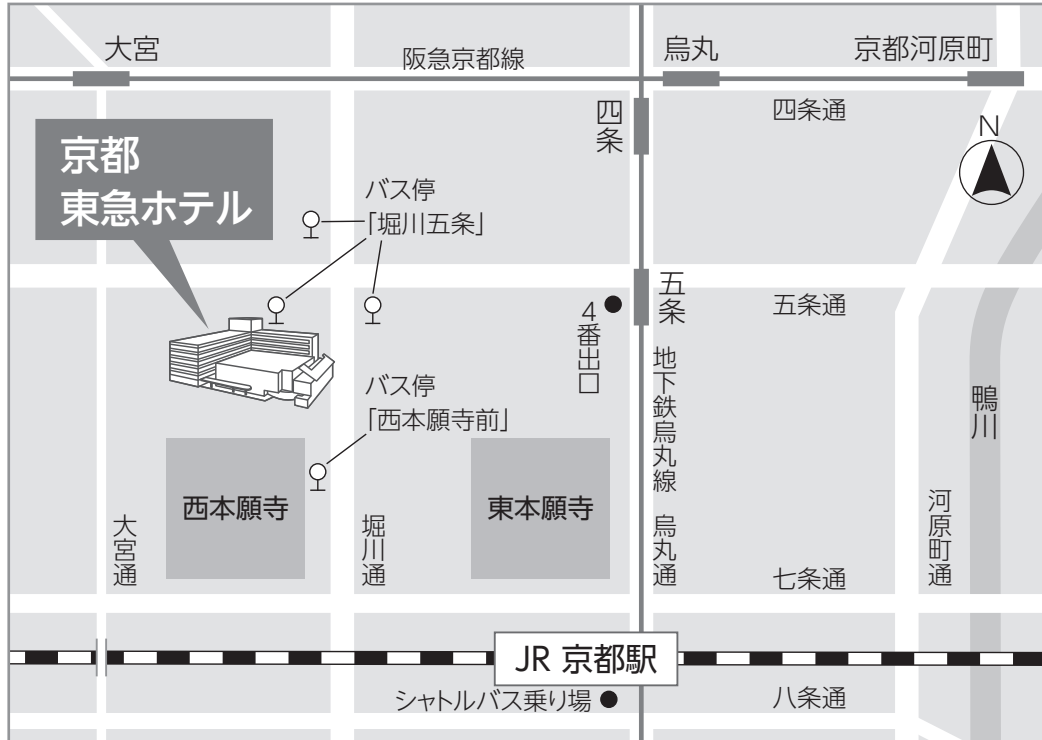 大宮
阪急京都線
烏丸
京都河原町
四条
四条通
N
京都
東急ホテル
バス停
「堀川五条」
五条
五条通
4番出口
地下鉄烏丸線
烏丸通
鴨川
バス停
「西本願寺前」
西本願寺
東本願寺
大宮通
堀川通
河原町通
七条通
JR 京都駅
シャトルバス乗り場
八条通